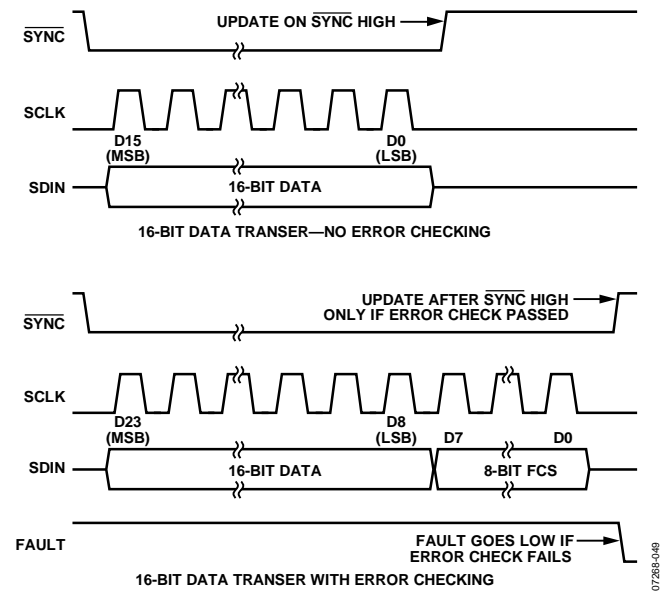 UPDATE ON SYNC HIGH
SYNC
SCLK
D15
(MSB)
D0
(LSB)
SDIN
16-BIT DATA
16-BIT DATA TRANSER—NO ERROR CHECKING
UPDATE AFTER SYNC HIGH
ONLY IF ERROR CHECK PASSED
SYNC
SCLK
D23
(MSB)
D8
(LSB)
D7
D0
SDIN
16-BIT DATA
8-BIT FCS
FAULT
FAULT GOES LOW IF
ERROR CHECK FAILS
16-BIT DATA TRANSER WITH ERROR CHECKING
07268-049